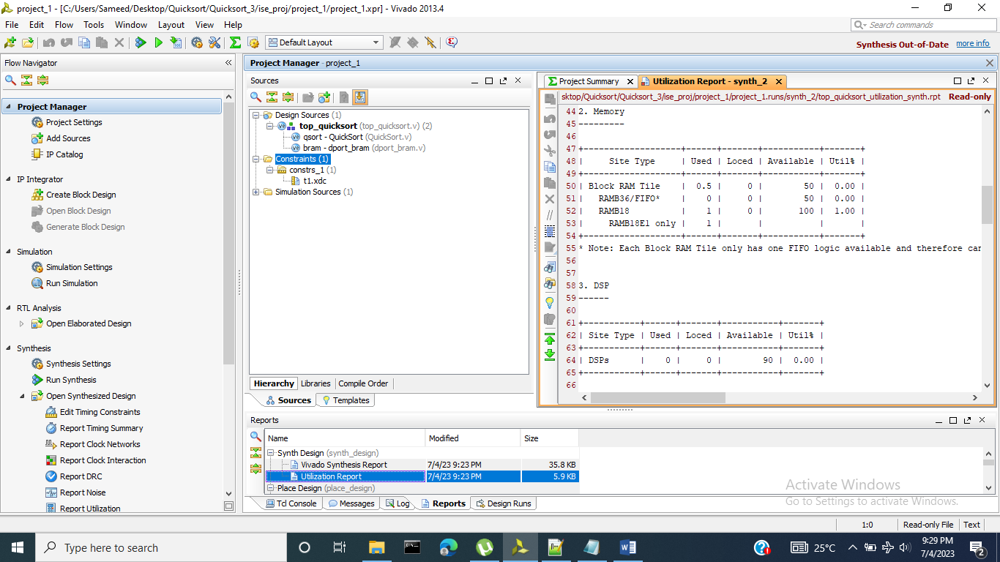 project_1 - [C:/Users/Sameed/Desktop/Quicksort/Quicksort_3/ise_proj/project_1/project_1.xpr] - Vivado 2013.4
File Edit Flow Tools Window Layout View Help
Search commands
Default Layout
Synthesis Out-of-Date more info
Flow Navigator
Project Manager
Project Settings
Add Sources
IP Catalog
IP Integrator
Create Block Design
Open Block Design
Generate Block Design
Simulation
Simulation Settings
Run Simulation
RTL Analysis
Open Elaborated Design
Synthesis
Synthesis Settings
Run Synthesis
Open Synthesized Design
Edit Timing Constraints
Report Timing Summary
Report Clock Networks
Report Clock Interaction
Report DRC
Report Noise
Report Utilization
Project Manager - project_1
Sources
Design Sources (1)
top_quicksort (top_quicksort.v) (2)
qsort - QuickSort (QuickSort.v)
bram - dport_bram (dport_bram.v)
Constraints (1)
constrs_1 (1)
t1.xdc
Simulation Sources (1)
Hierarchy Libraries Compile Order
Sources Templates
Project Summary Utilization Report - synth_2
sktop/Quicksort/Quicksort_3/ise_proj/project_1/project_1.runs/synth_2/top_quicksort_utilization_synth.rpt Read-only
44 2. Memory
45 ---------
46
47 +--------------------+------+-------+-----------+-------+
48 |     Site Type      | Used | Loced | Available | Util% |
49 +--------------------+------+-------+-----------+-------+
50 | Block RAM Tile     |  0.5 |     0 |        50 |  0.00 |
51 |   RAMB36/FIFO*     |    0 |     0 |        50 |  0.00 |
52 |   RAMB18           |    1 |     0 |       100 |  1.00 |
53 |     RAMB18E1 only  |    1 |       |           |       |
54 +--------------------+------+-------+-----------+-------+
55 * Note: Each Block RAM Tile only has one FIFO logic available and therefore can
56
57
58 3. DSP
59 ------
60
61 +-----------+------+-------+-----------+-------+
62 | Site Type | Used | Loced | Available | Util% |
63 +-----------+------+-------+-----------+-------+
64 | DSPs      |    0 |     0 |        90 |  0.00 |
65 +-----------+------+-------+-----------+-------+
66
Reports
Name Modified Size
Synth Design (synth_design)
Vivado Synthesis Report 7/4/23 9:23 PM 35.8 KB
Utilization Report 7/4/23 9:23 PM 5.9 KB
Place Design (place_design)
Tcl Console Messages Log Reports Design Runs
Activate Windows
Go to Settings to activate Windows.
1:0 Read-only File Text
Type here to search
25°C
9:29 PM
7/4/2023
2